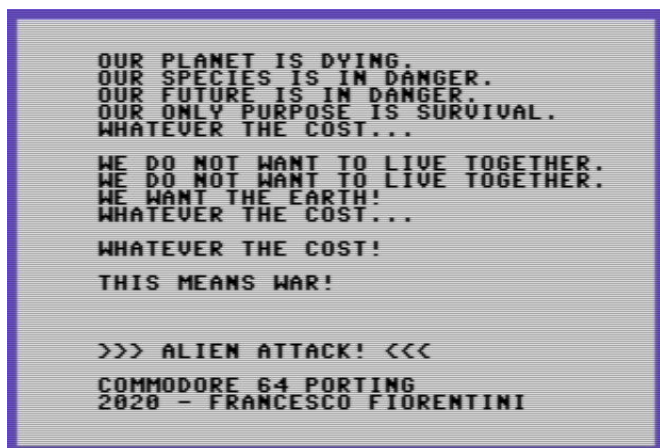 OUR PLANET IS DYING.
OUR SPECIES IS IN DANGER.
OUR FUTURE IS IN DANGER.
OUR ONLY PURPOSE IS SURVIVAL.
WHATEVER THE COST...
WE DO NOT WANT TO LIVE TOGETHER.
WE DO NOT WANT TO LIVE TOGETHER.
WE WANT THE EARTH!
WHATEVER THE COST...
WHATEVER THE COST!
THIS MEANS WAR!
>>> ALIEN ATTACK! <<<
COMMODORE 64 PORTING
2020 - FRANCESCO FIORENTINI